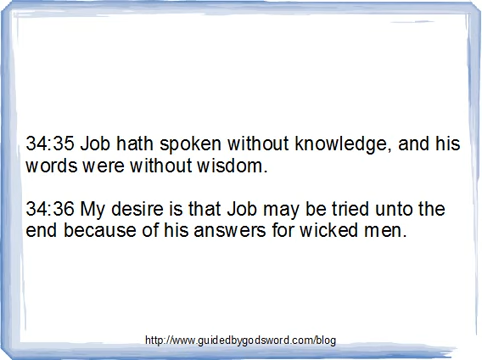 34:35 Job hath spoken without knowledge, and his
words were without wisdom.
34:36 My desire is that Job may be tried unto the
end because of his answers for wicked men.
http://www.guidedbygodsword.com/blog